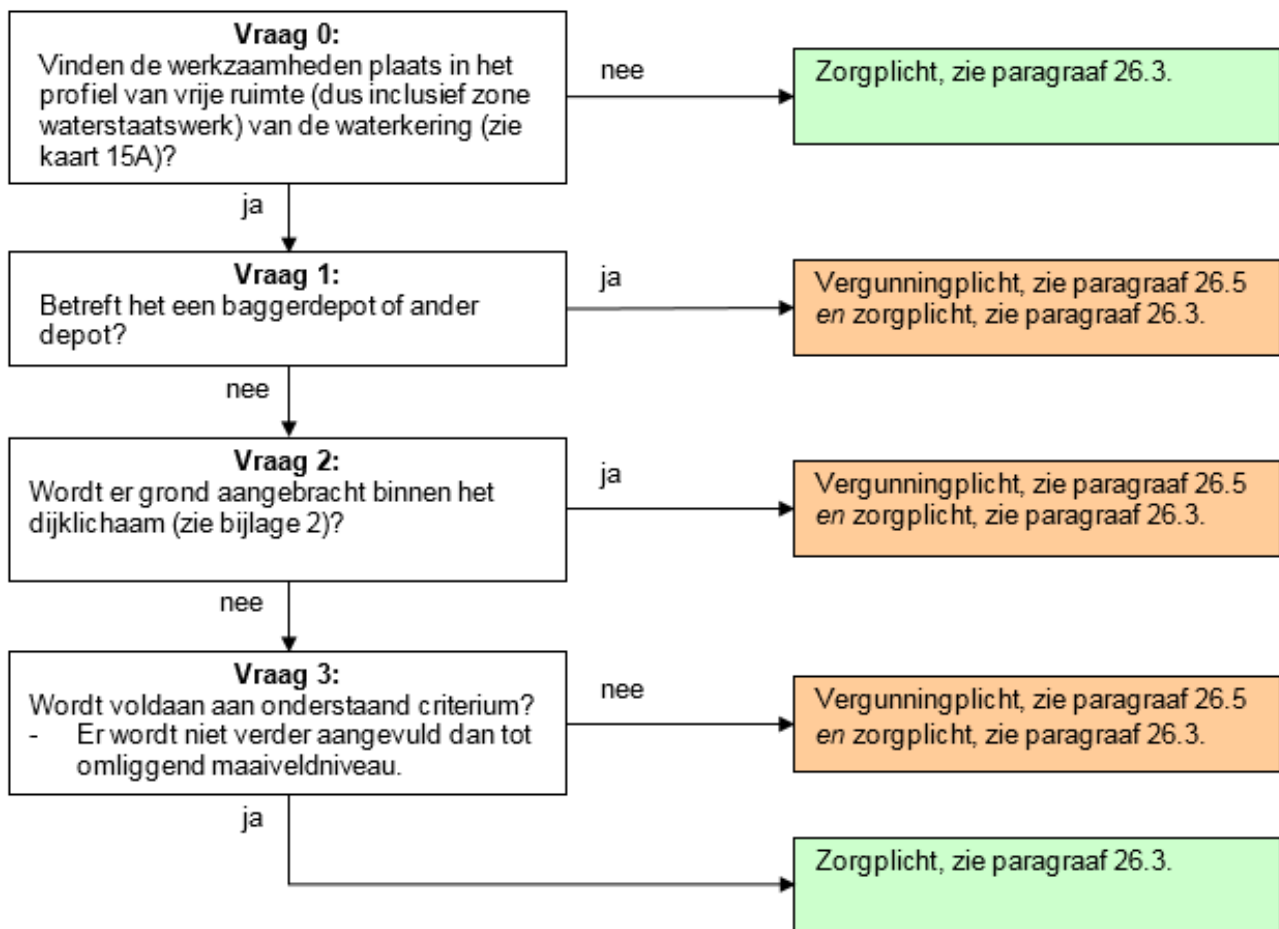 Vraag 0:
Vinden de werkzaamheden plaats in het
profiel van vrije ruimte (dus inclusief zone
waterstaatswerk) van de waterkering (zie
kaart 15A)?
nee
Zorgplicht, zie paragraaf 26.3.
ja
Vraag 1:
Betreft het een baggerdepot of ander
depot?
ja
Vergunningplicht, zie paragraaf 26.5
en zorgplicht, zie paragraaf 26.3.
nee
Vraag 2:
Wordt er grond aangebracht binnen het
dijklichaam (zie bijlage 2)?
ja
Vergunningplicht, zie paragraaf 26.5
en zorgplicht, zie paragraaf 26.3.
nee
Vraag 3:
Wordt voldaan aan onderstaand criterium?
- Er wordt niet verder aangevuld dan tot
omliggend maaiveldniveau.
nee
Vergunningplicht, zie paragraaf 26.5
en zorgplicht, zie paragraaf 26.3.
ja
Zorgplicht, zie paragraaf 26.3.